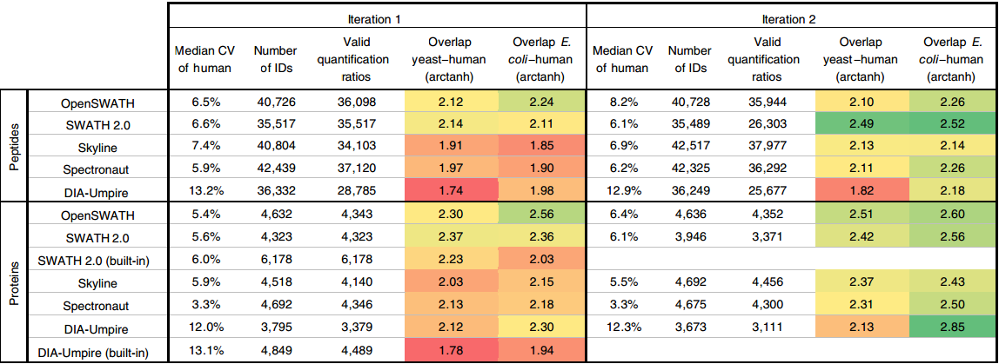 Iteration 1 Iteration 2
Median CV of human Number of IDs Valid quantification ratios Overlap yeast–human (arctanh) Overlap E. coli–human (arctanh) Median CV of human Number of IDs Valid quantification ratios Overlap yeast–human (arctanh) Overlap E. coli–human (arctanh)
Peptides
OpenSWATH 6.5% 40,726 36,098 2.12 2.24 8.2% 40,728 35,944 2.10 2.26
SWATH 2.0 6.6% 35,517 35,517 2.14 2.11 6.1% 35,489 26,303 2.49 2.52
Skyline 7.4% 40,804 34,103 1.91 1.85 6.9% 42,517 37,977 2.13 2.14
Spectronaut 5.9% 42,439 37,120 1.97 1.90 6.2% 42,325 36,292 2.11 2.26
DIA-Umpire 13.2% 36,332 28,785 1.74 1.98 12.9% 36,249 25,677 1.82 2.18
Proteins
OpenSWATH 5.4% 4,632 4,343 2.30 2.56 6.4% 4,636 4,352 2.51 2.60
SWATH 2.0 5.6% 4,323 4,323 2.37 2.36 6.1% 3,946 3,371 2.42 2.56
SWATH 2.0 (built-in) 6.0% 6,178 6,178 2.23 2.03
Skyline 5.9% 4,518 4,140 2.03 2.15 5.5% 4,692 4,456 2.37 2.43
Spectronaut 3.3% 4,692 4,346 2.13 2.18 3.3% 4,675 4,300 2.31 2.50
DIA-Umpire 12.0% 3,795 3,379 2.12 2.30 12.3% 3,673 3,111 2.13 2.85
DIA-Umpire (built-in) 13.1% 4,849 4,489 1.78 1.94